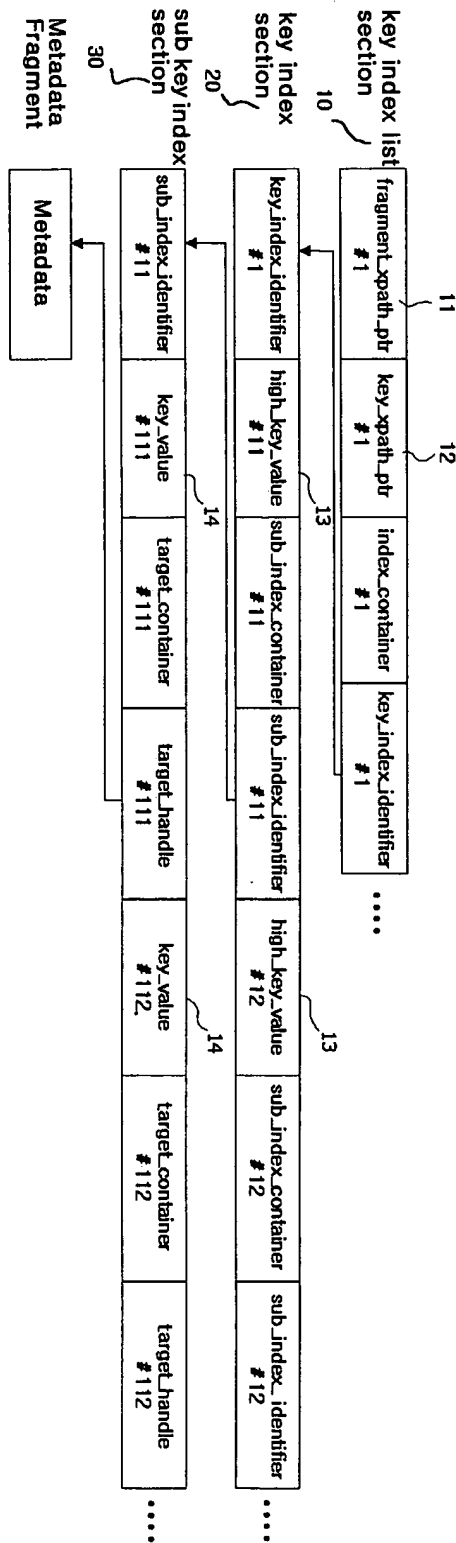 key index list
section
10
fragment_xpath_ptr
#1
11
key_xpath_ptr
#1
12
index_container
#1
key_index_identifier
#1
....
key index
section
20
key_index_identifier
#1
high_key_value
#11
13
sub_index_container
#11
sub_index_identifier
#11
high_key_value
#12
13
sub_index_container
#12
sub_index_identifier
#12
....
sub key index
section
30
sub_index_identifier
#11
key_value
#111
14
target_container
#111
target_handle
#111
key_value
#112
14
target_container
#112
target_handle
#112
....
Metadata
Fragment
Metadata